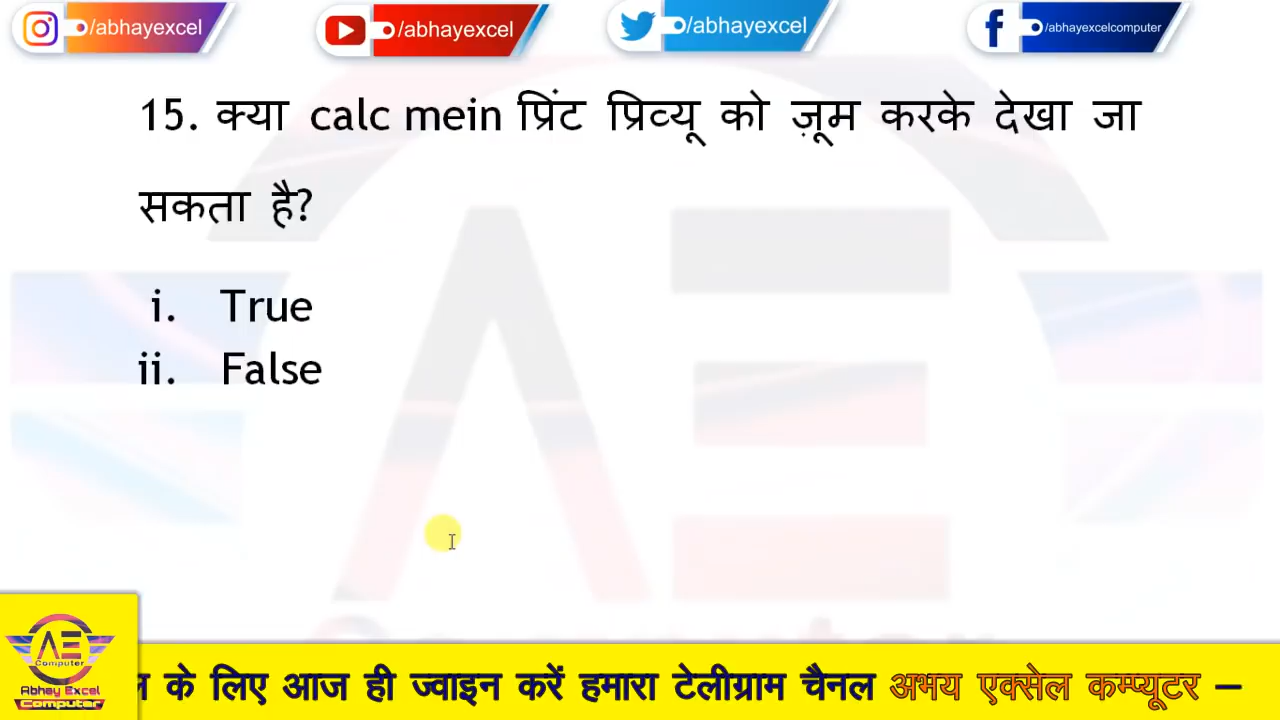 /abhayexcel
/abhayexcel
/abhayexcel
/abhayexcelcomputer
15. क्या calc mein प्रिंट प्रिव्यू को ज़ूम करके देखा जा
सकता है?
i. True
ii. False
AE
Computer
Abhay Excel
Computer
के लिए आज ही ज्वाइन करें हमारा टेलीग्राम चैनल अभय एक्सेल कम्प्यूटर –